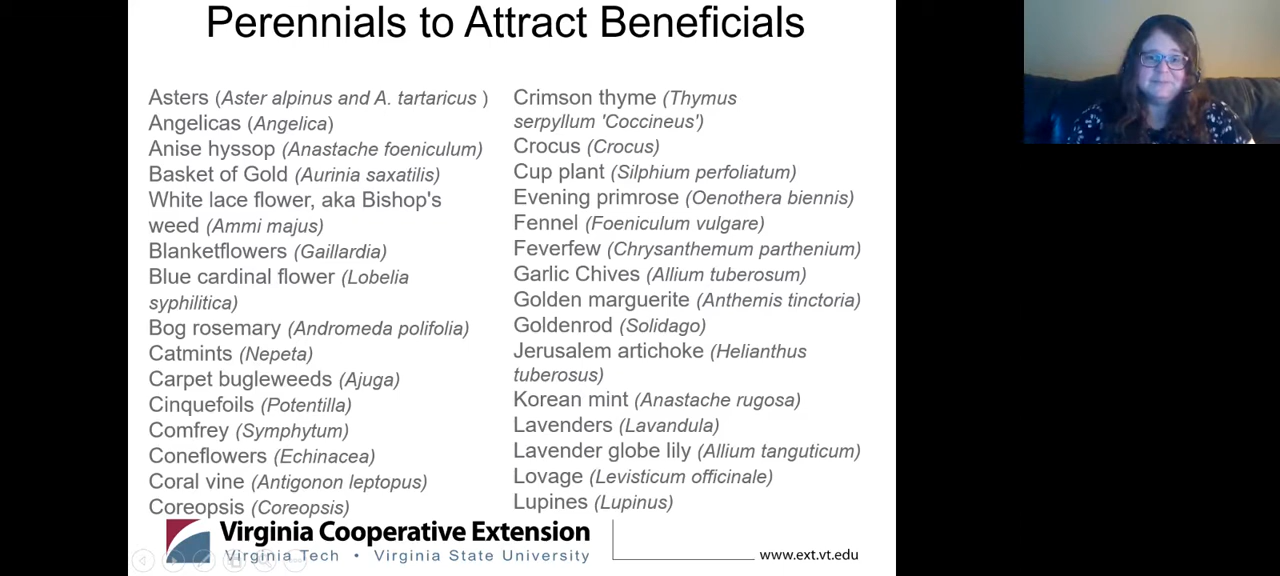 Perennials to Attract Beneficials
Asters (Aster alpinus and A. tartaricus )
Angelicas (Angelica)
Anise hyssop (Anastache foeniculum)
Basket of Gold (Aurinia saxatilis)
White lace flower, aka Bishop's
weed (Ammi majus)
Blanketflowers (Gaillardia)
Blue cardinal flower (Lobelia
syphilitica)
Bog rosemary (Andromeda polifolia)
Catmints (Nepeta)
Carpet bugleweeds (Ajuga)
Cinquefoils (Potentilla)
Comfrey (Symphytum)
Coneflowers (Echinacea)
Coral vine (Antigonon leptopus)
Coreopsis (Coreopsis)
Crimson thyme (Thymus
serpyllum 'Coccineus')
Crocus (Crocus)
Cup plant (Silphium perfoliatum)
Evening primrose (Oenothera biennis)
Fennel (Foeniculum vulgare)
Feverfew (Chrysanthemum parthenium)
Garlic Chives (Allium tuberosum)
Golden marguerite (Anthemis tinctoria)
Goldenrod (Solidago)
Jerusalem artichoke (Helianthus
tuberosus)
Korean mint (Anastache rugosa)
Lavenders (Lavandula)
Lavender globe lily (Allium tanguticum)
Lovage (Levisticum officinale)
Lupines (Lupinus)
Virginia Cooperative Extension
Virginia Tech • Virginia State University
www.ext.vt.edu